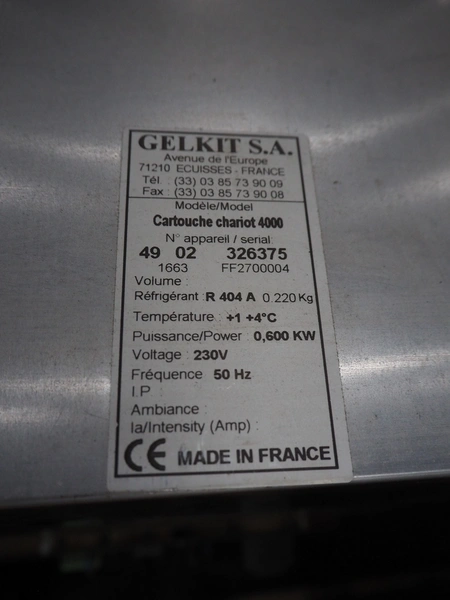 GELKIT S.A.
Avenue de l'Europe
71210 ECUISSES - FRANCE
Tél : (33) 03 85 73 90 09
Fax : (33) 03 85 73 90 08
Modèle/Model
Cartouche chariot 4000
N° appareil / serial
49 02 326375
1663 FF2700004
Volume :
Réfrigérant : R 404 A 0.220 Kg
Température : +1 +4°C
Puissance/Power : 0,600 KW
Voltage : 230V
Fréquence : 50 Hz
I.P
Ambiance :
Ia/Intensity (Amp) :
CE MADE IN FRANCE